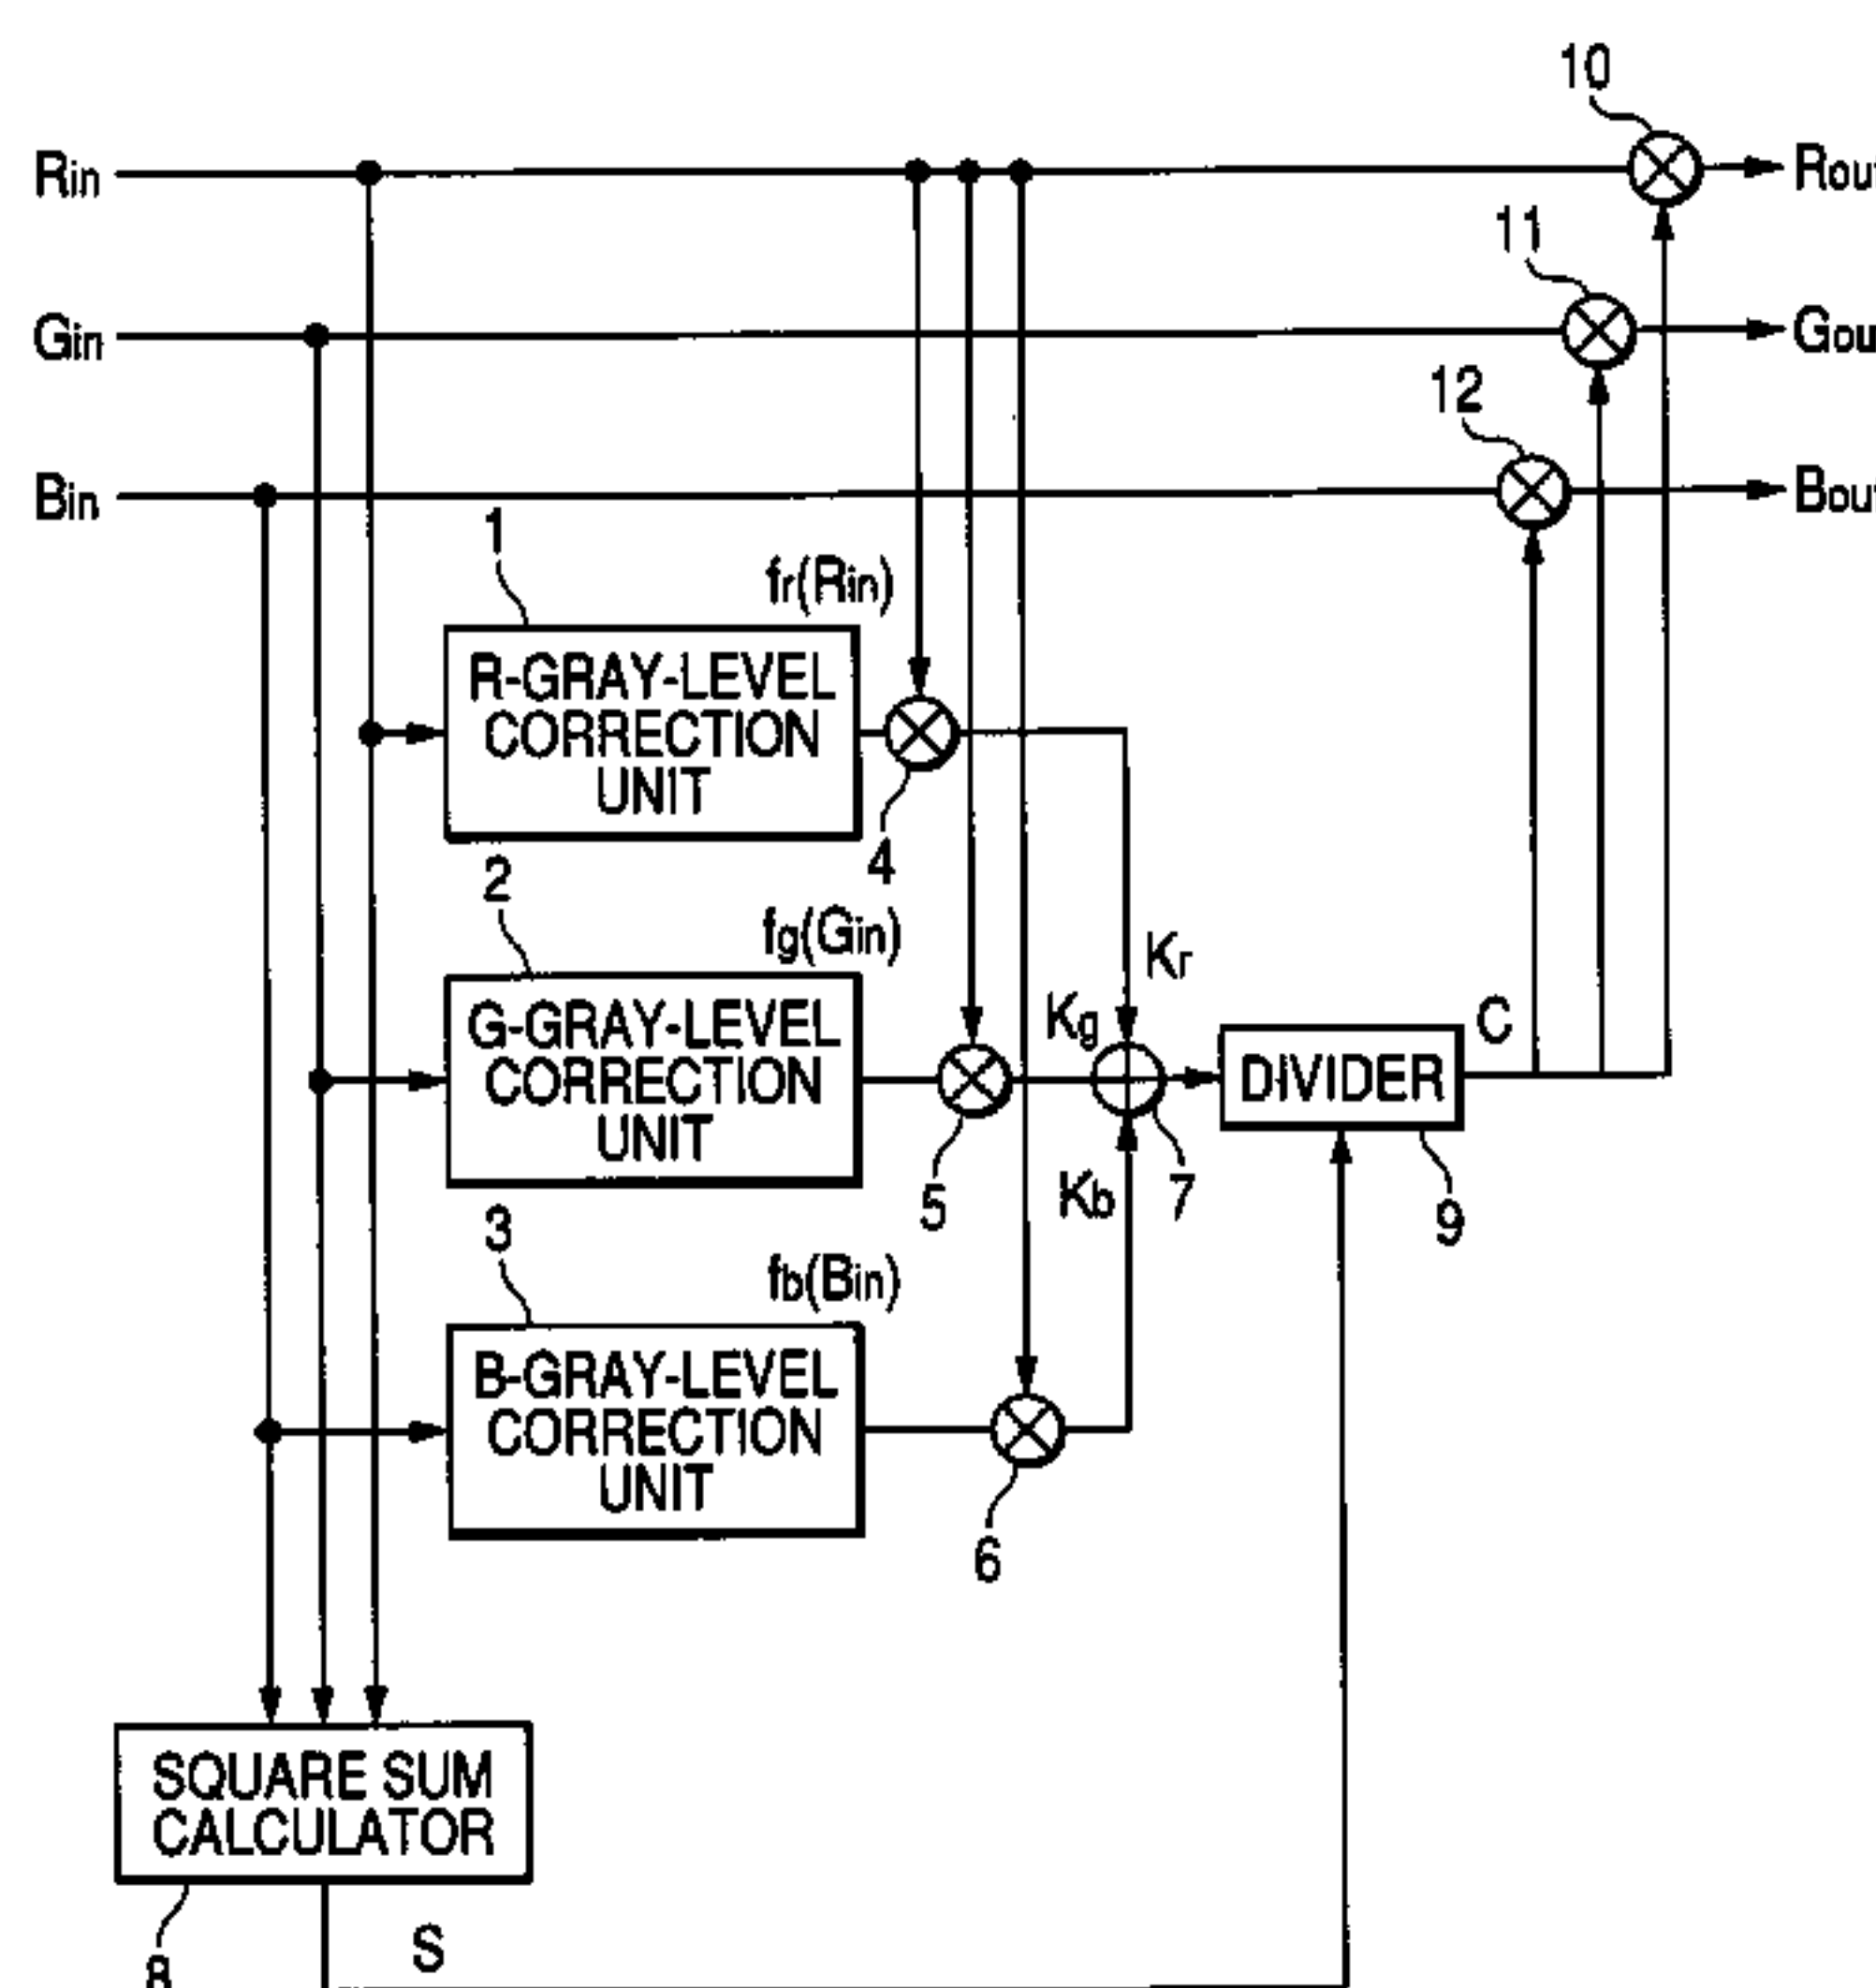 10
Rin
Rout
11
Gin
Gou
12
Bin
Bout
1
fr(Rin)
R-GRAY-LEVEL
CORRECTION
UNIT
4
2
fg(Gin)
Kr
G-GRAY-LEVEL
CORRECTION
UNIT
Kg
C
DIVIDER
5
Kb
7
9
3
fb(Bin)
B-GRAY-LEVEL
CORRECTION
UNIT
6
SQUARE SUM
CALCULATOR
8
S